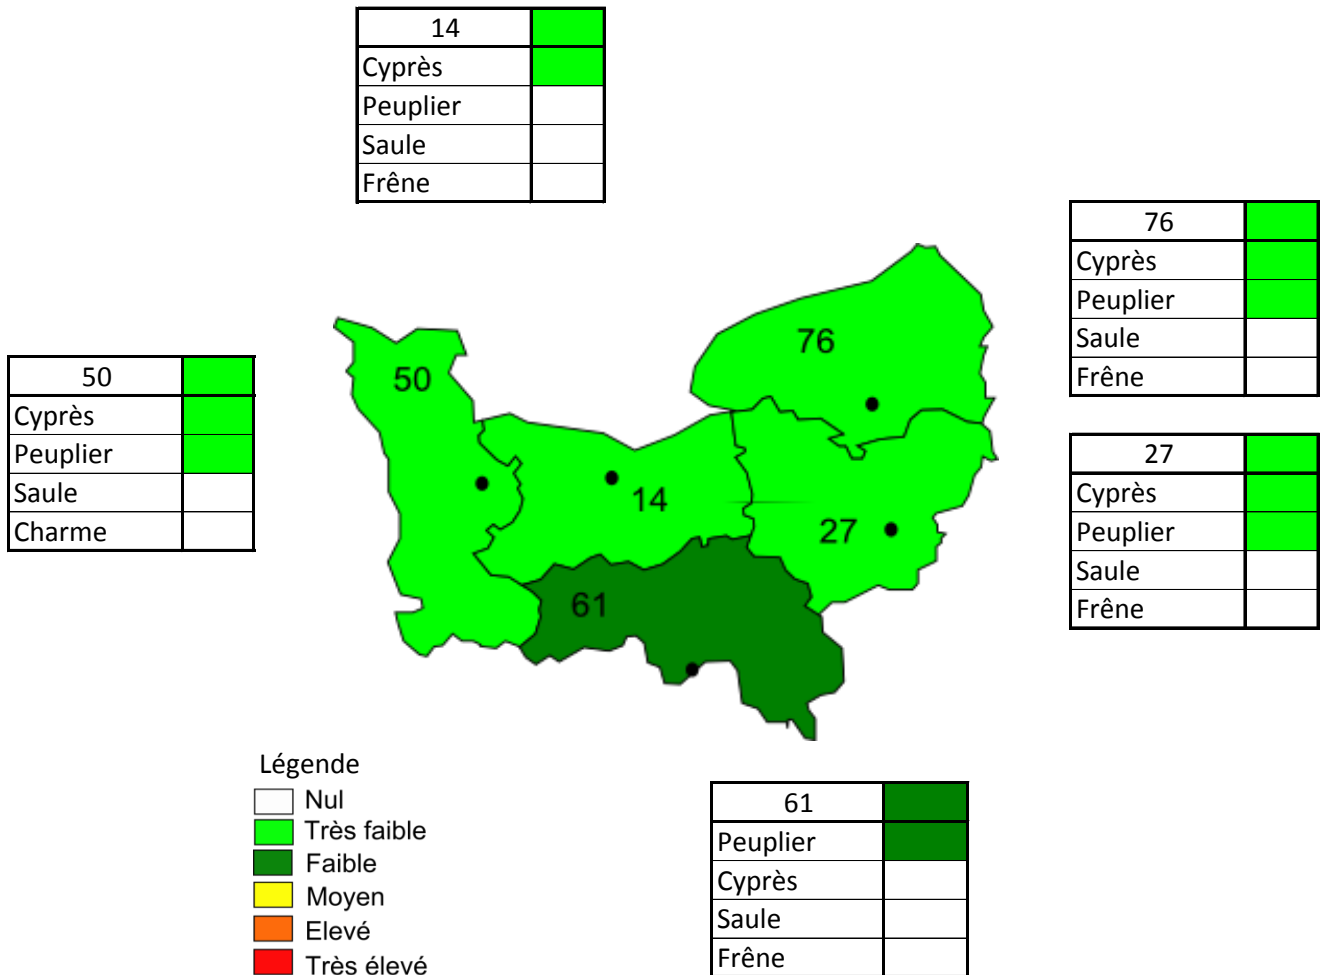 14
Cyprès
Peuplier
Saule
Frêne
76
Cyprès
Peuplier
Saule
Frêne
50
Cyprès
Peuplier
Saule
Charme
27
Cyprès
Peuplier
Saule
Frêne
76
50
14
27
61
Légende
Nul
Très faible
Faible
Moyen
Elevé
Très élevé
61
Peuplier
Cyprès
Saule
Frêne